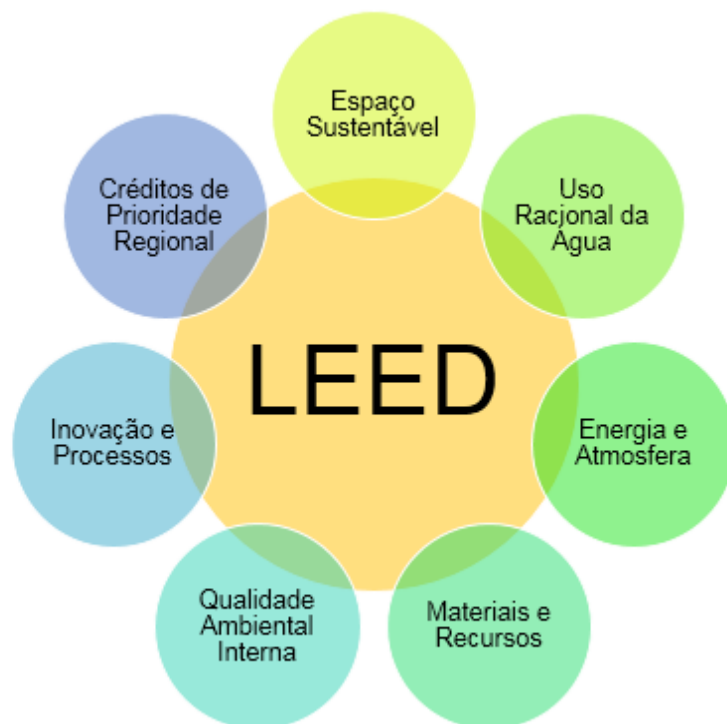 Espaço
Sustentável
Uso
Racional da
Água
Energia e
Atmosfera
Materiais e
Recursos
Qualidade
Ambiental
Interna
Inovação e
Processos
Créditos de
Prioridade
Regional
LEED